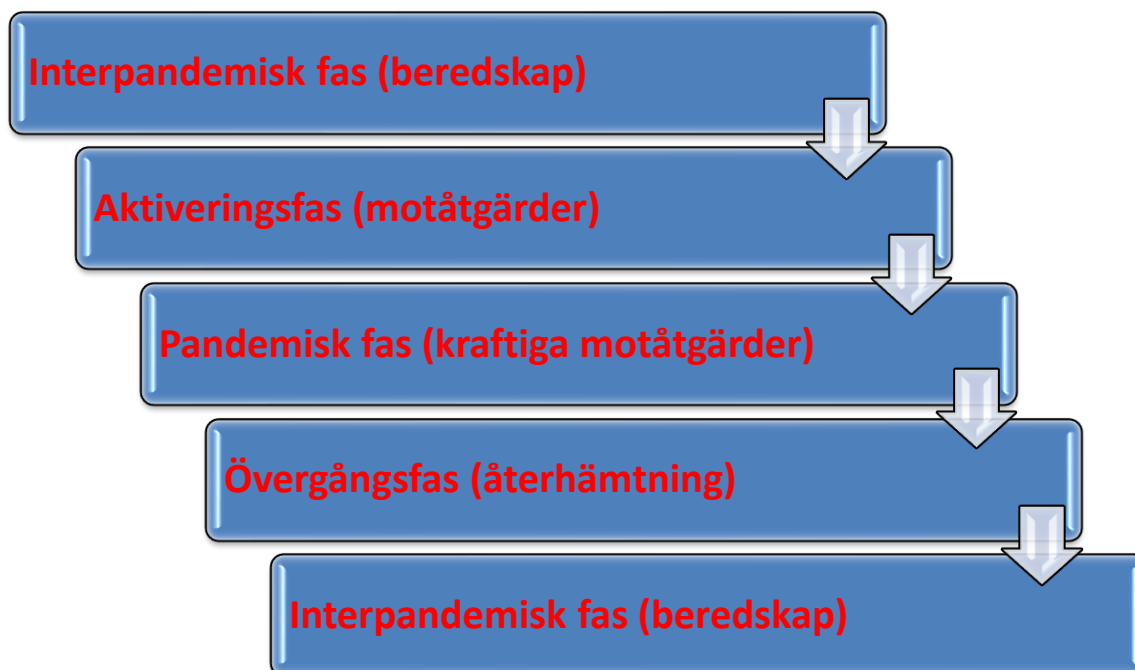 Interpandemisk fas (beredskap)
Aktiveringsfas (motåtgärder)
Pandemisk fas (kraftiga motåtgärder)
Övergångsfas (återhämtning)
Interpandemisk fas (beredskap)